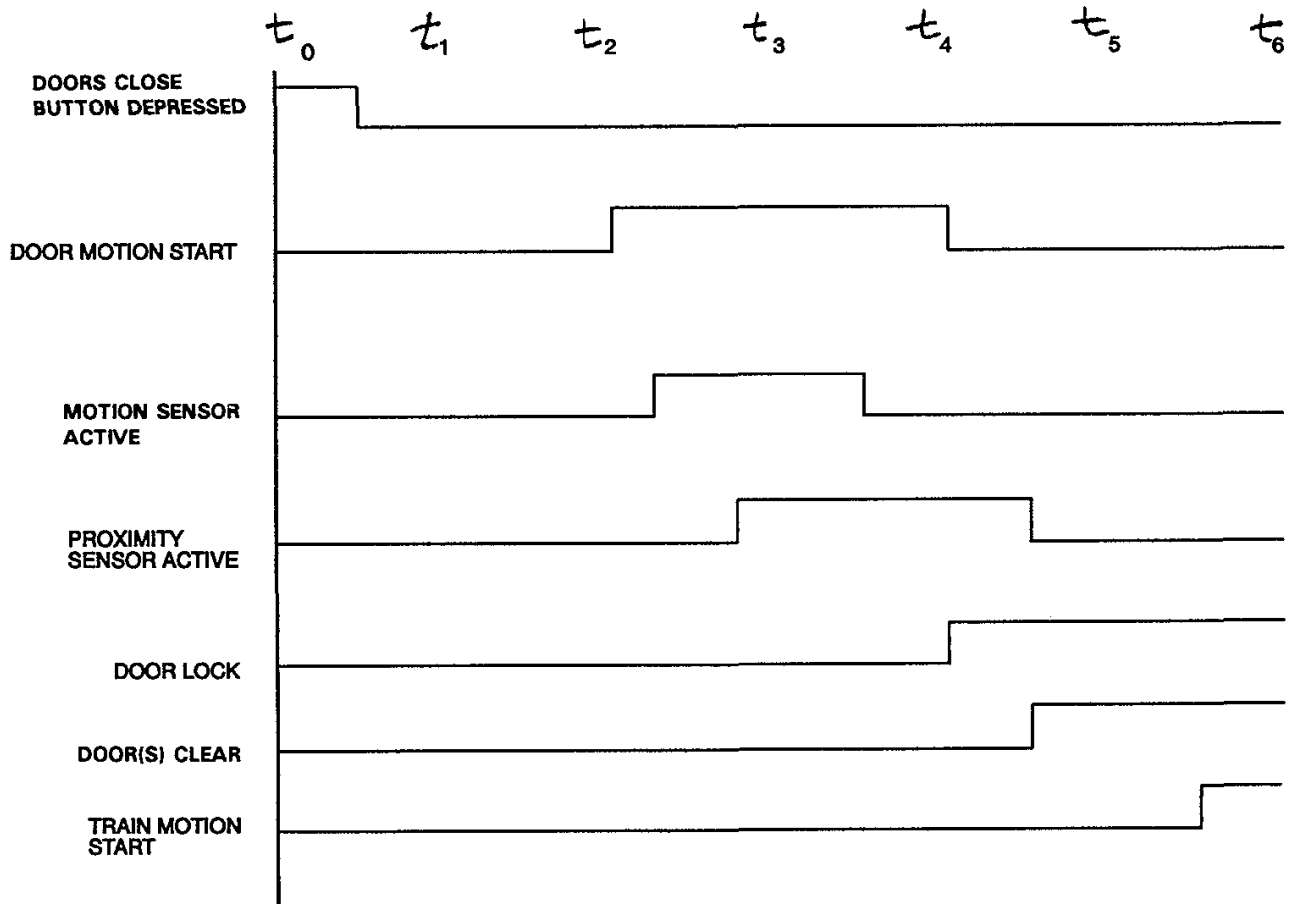 t0 t1 t2 t3 t4 t5 t6
DOORS CLOSE
BUTTON DEPRESSED
DOOR MOTION START
MOTION SENSOR
ACTIVE
PROXIMITY
SENSOR ACTIVE
DOOR LOCK
DOOR(S) CLEAR
TRAIN MOTION
START